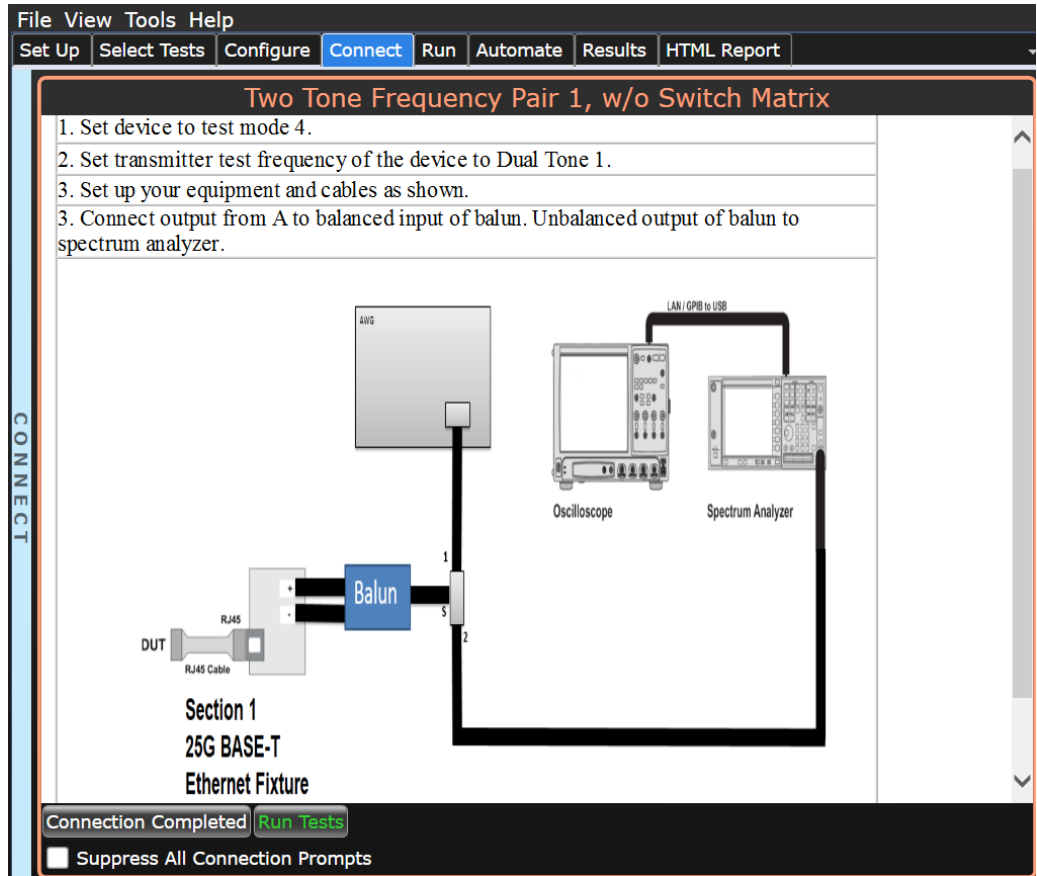 File View Tools Help
Set Up Select Tests Configure Connect Run Automate Results HTML Report
CONNECT
Two Tone Frequency Pair 1, w/o Switch Matrix
1. Set device to test mode 4.
2. Set transmitter test frequency of the device to Dual Tone 1.
3. Set up your equipment and cables as shown.
3. Connect output from A to balanced input of balun. Unbalanced output of balun to
spectrum analyzer.
AWG
LAN / GPIB to USB
Oscilloscope
Spectrum Analyzer
1
+
-
Balun
S
2
RJ45
DUT
RJ45 Cable
Section 1
25G BASE-T
Ethernet Fixture
Connection Completed Run Tests
Suppress All Connection Prompts